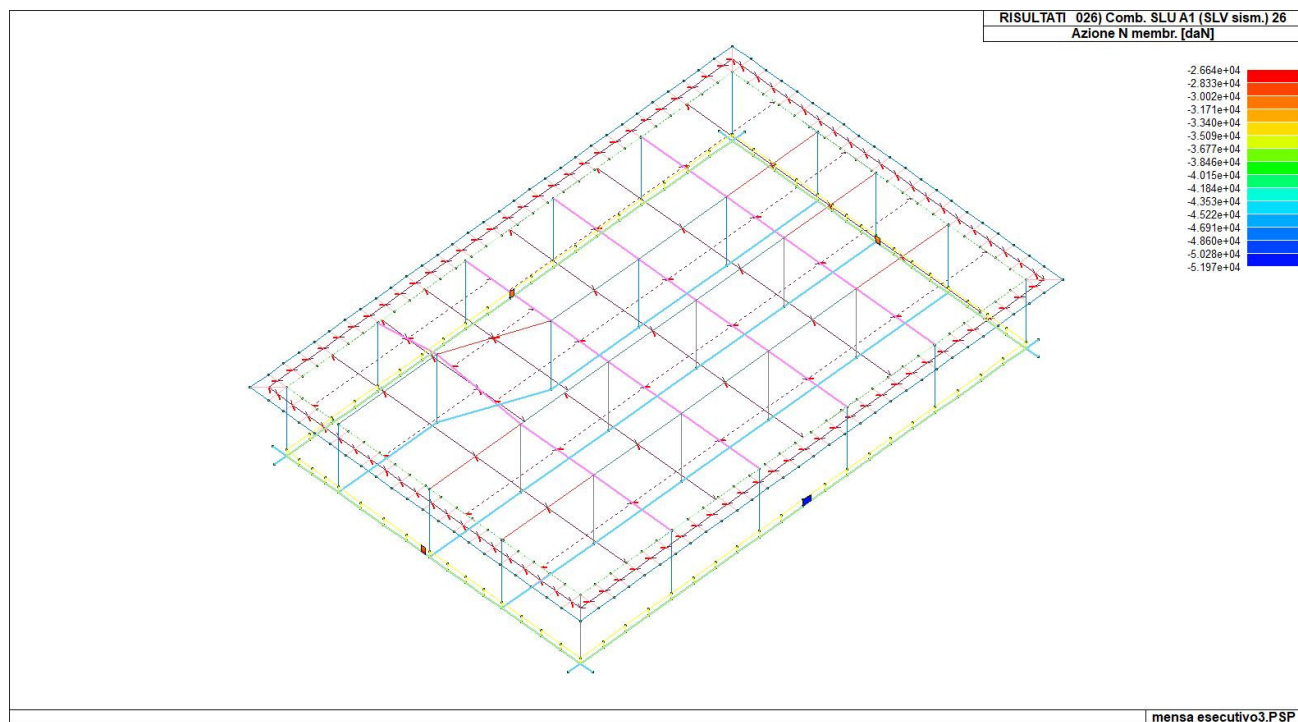 RISULTATI 026) Comb. SLU A1 (SLV sism.) 26
Azione N membr. [daN]
-2.664e+04
-2.833e+04
-3.002e+04
-3.171e+04
-3.340e+04
-3.509e+04
-3.677e+04
-3.846e+04
-4.015e+04
-4.184e+04
-4.353e+04
-4.522e+04
-4.691e+04
-4.860e+04
-5.028e+04
-5.197e+04
mensa esecutivo3.PSP